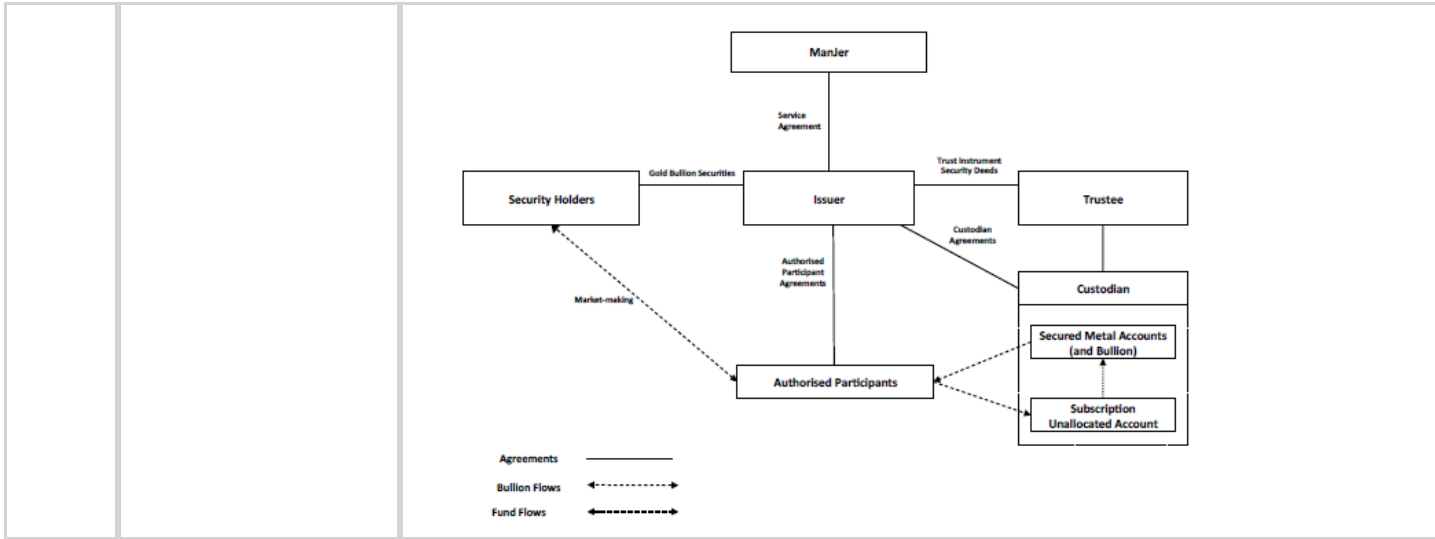 ManJer
Service
Agreement
Trust Instrument
Security Deeds
Gold Bullion Securities
Security Holders
Issuer
Trustee
Custodian
Agreements
Authorised
Participant
Agreements
Market-making
Custodian
Secured Metal Accounts
(and Bullion)
Authorised Participants
Subscription
Unallocated Account
Agreements
Bullion Flows
Fund Flows